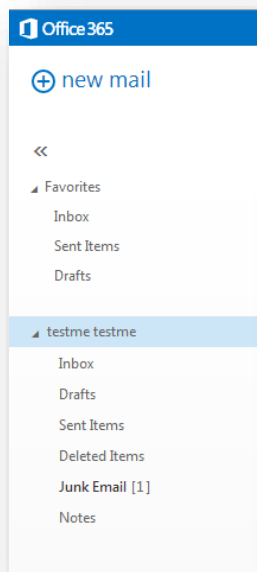 Office 365
new mail
«
Favorites
Inbox
Sent Items
Drafts
testme testme
Inbox
Drafts
Sent Items
Deleted Items
Junk Email [1]
Notes